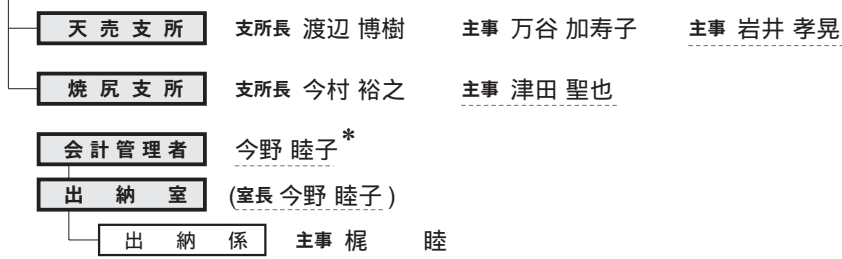 天売支所 支所長 渡辺 博樹 主事 万谷 加寿子 主事 岩井 孝晃
焼尻支所 支所長 今村 裕之 主事 津田 聖也
会計管理者 今野 睦子*
出納室 (室長 今野 睦子)
出納係 主事 梶 睦